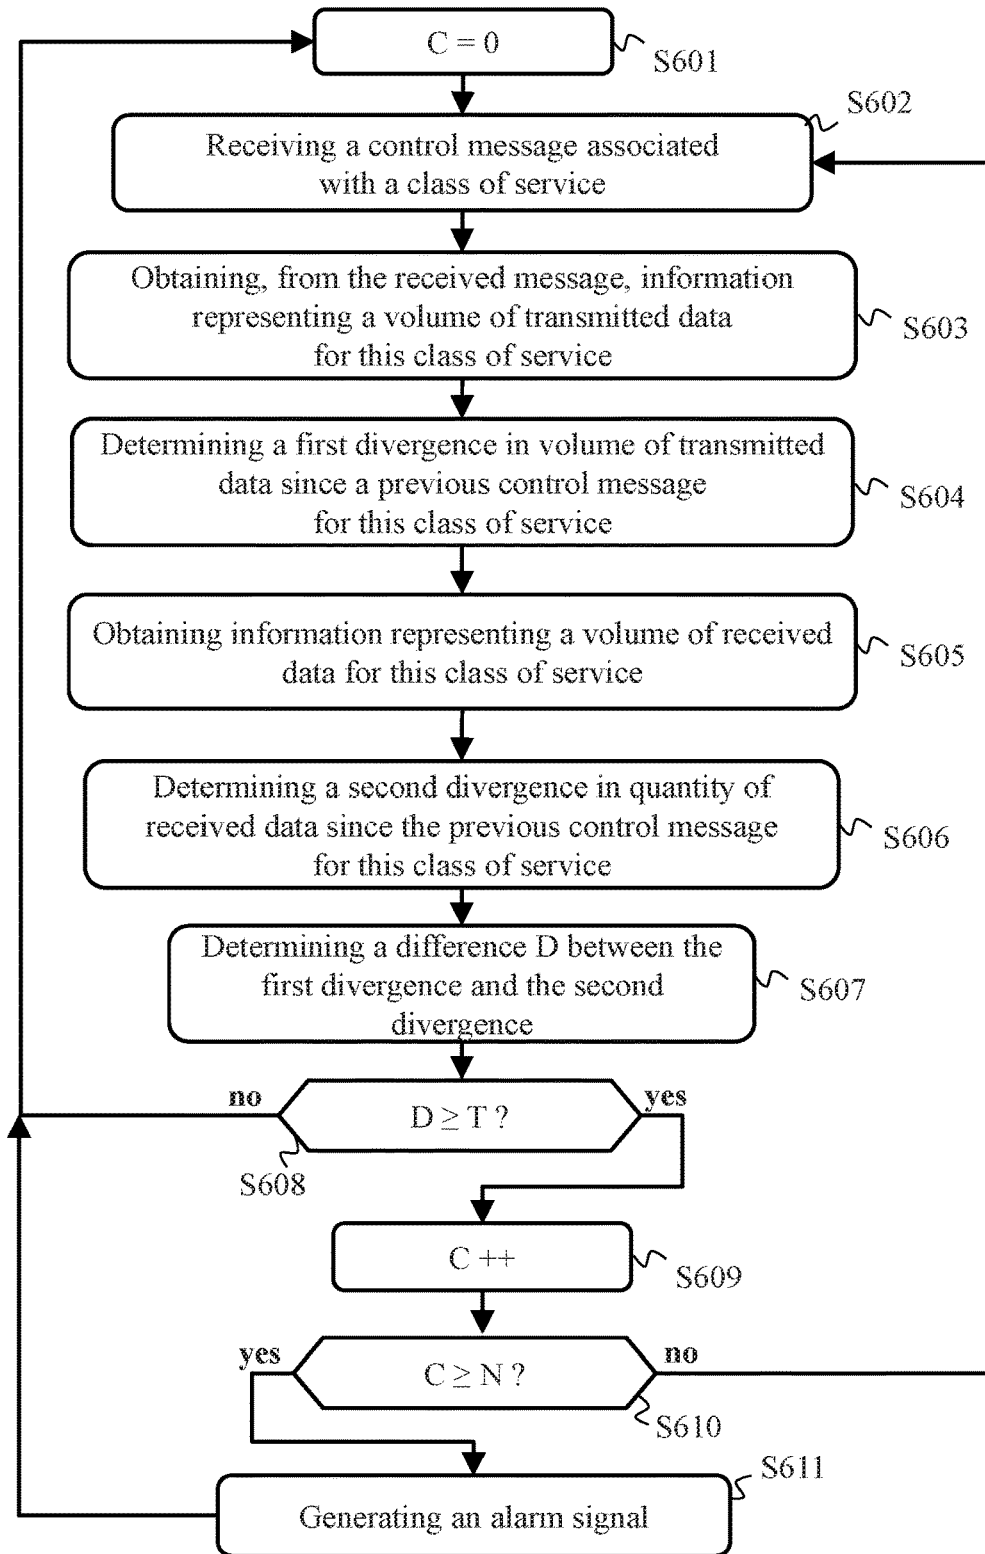 C = 0
S601
S602
Receiving a control message associated
with a class of service
Obtaining, from the received message, information
representing a volume of transmitted data
for this class of service
S603
Determining a first divergence in volume of transmitted
data since a previous control message
for this class of service
S604
Obtaining information representing a volume of received
data for this class of service
S605
Determining a second divergence in quantity of
received data since the previous control message
for this class of service
S606
Determining a difference D between the
first divergence and the second
divergence
S607
no
D ≥ T ?
yes
S608
C ++
S609
yes
C ≥ N ?
no
S610
S611
Generating an alarm signal